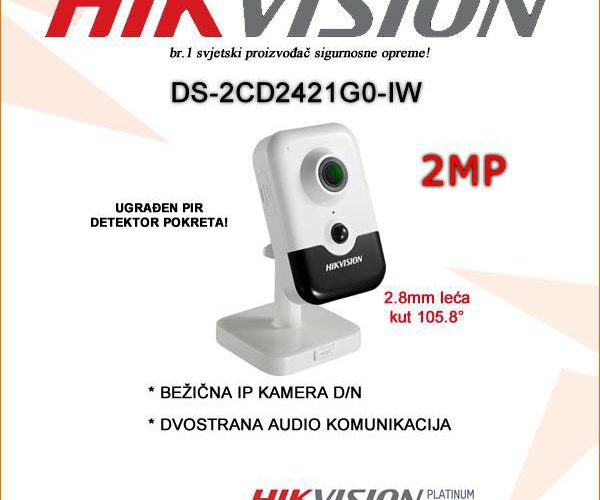 HIKVISION
br.1 svjetski proizvođač sigurnosne opreme!
DS-2CD2421G0-IW
2MP
UGRAĐEN PIR
DETEKTOR POKRETA!
HIKVISION
2.8mm leća
kut 105.8°
* BEŽIČNA IP KAMERA D/N
* DVOSTRANA AUDIO KOMUNIKACIJA
HIKVISION PLATINUM